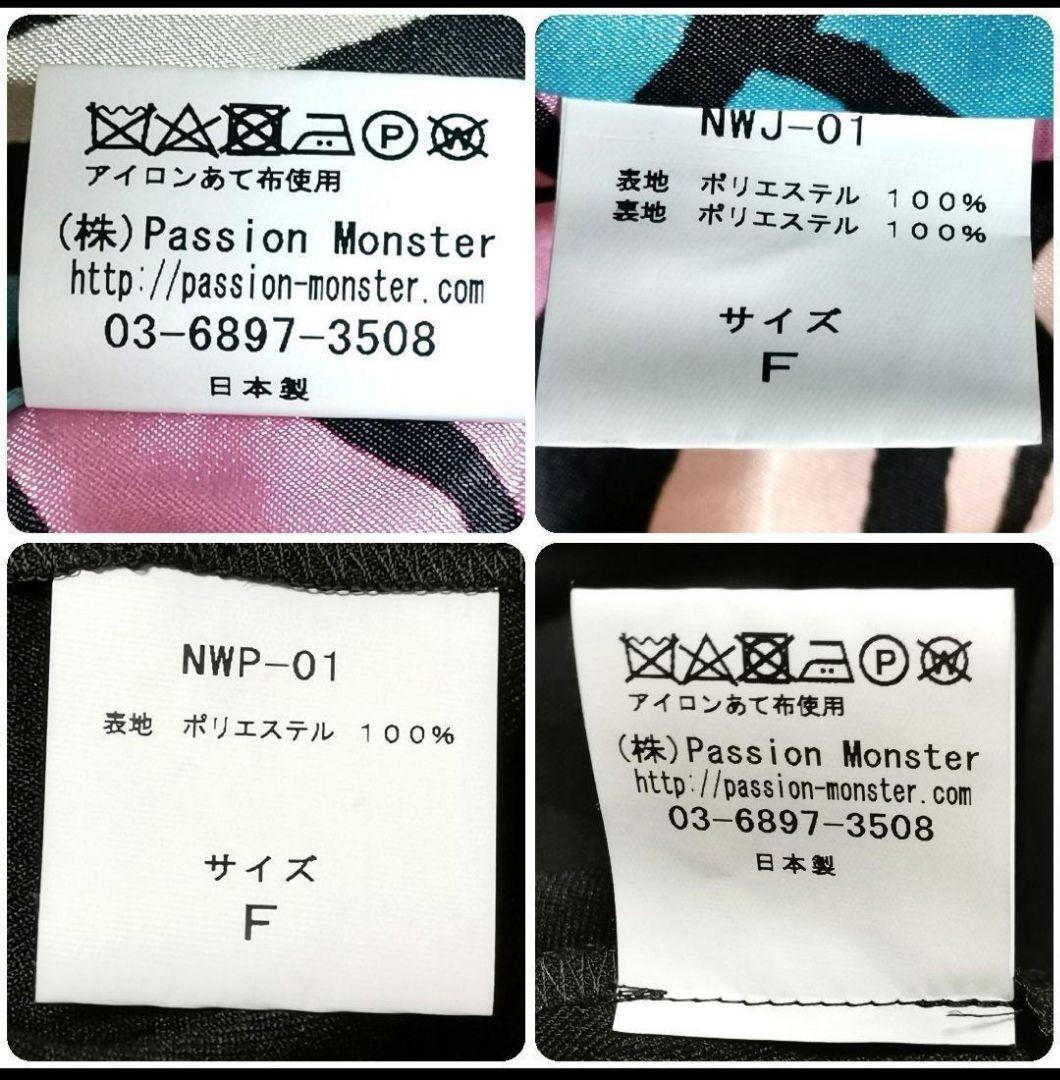 アイロンあて布使用
(株)Passion Monster
http://passion-monster.com
03-6897-3508
日本製
NWJ-01
表地 ポリエステル 100%
裏地 ポリエステル 100%
サイズ
F
NWP-01
表地 ポリエステル 100%
サイズ
F
P W
アイロンあて布使用
(株)Passion Monster
http://passion-monster.com
03-6897-3508
日本製